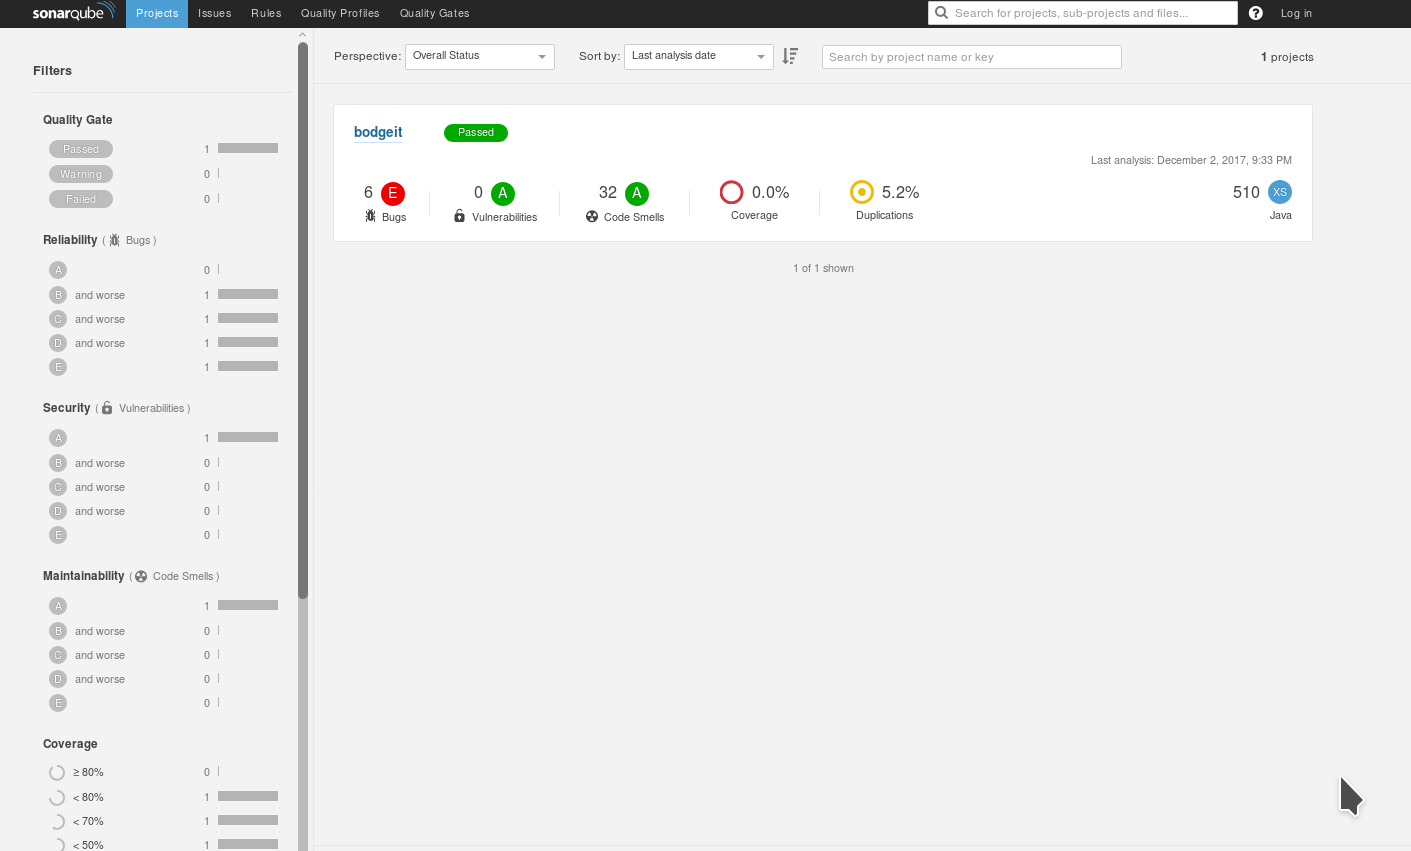 sonarqube Projects Issues Rules Quality Profiles Quality Gates Search for projects, sub-projects and files... ? Log in
Filters
Quality Gate
Passed 1
Warning 0
Failed 0
Reliability ( Bugs )
A 0
B and worse 1
C and worse 1
D and worse 1
E 1
Security ( Vulnerabilities )
A 1
B and worse 0
C and worse 0
D and worse 0
E 0
Maintainability ( Code Smells )
A 1
B and worse 0
C and worse 0
D and worse 0
E 0
Coverage
≥ 80% 0
< 80% 1
< 70% 1
< 50% 1
Perspective: Overall Status Sort by: Last analysis date Search by project name or key 1 projects
bodgeit Passed
Last analysis: December 2, 2017, 9:33 PM
6 E 0 A 32 A 0.0% 5.2% 510 XS
Bugs Vulnerabilities Code Smells Coverage Duplications Java
1 of 1 shown